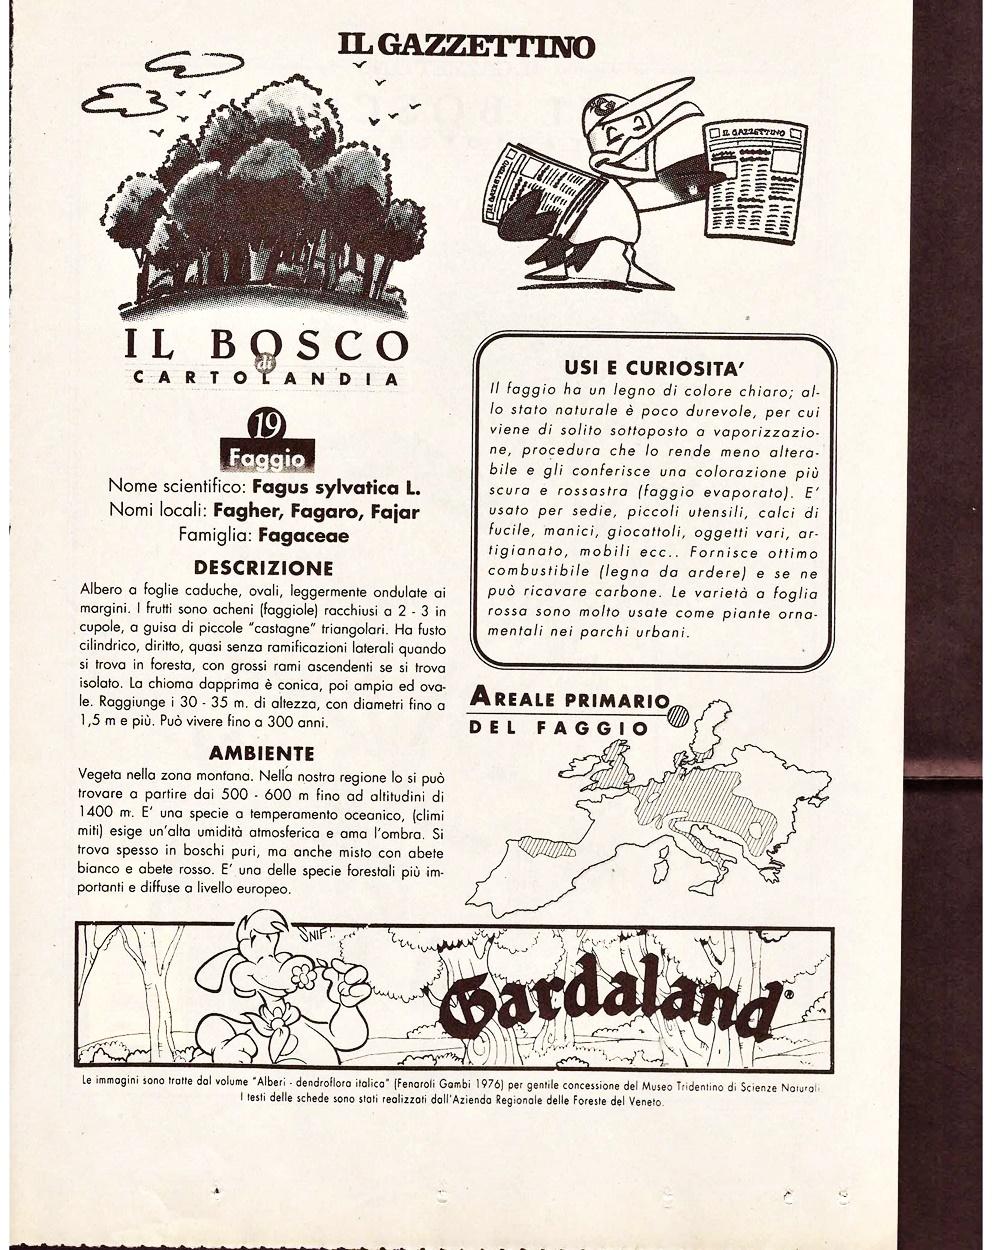 IL GAZZETTINO
IL GAZZETTINO
IL GAZZETTINO
IL BOSCO
di
CARTOLANDIA
19
Faggio
Nome scientifico: Fagus sylvatica L.
Nomi locali: Fagher, Fagaro, Fajar
Famiglia: Fagaceae
DESCRIZIONE
Albero a foglie caduche, ovali, leggermente ondulate ai
margini. I frutti sono acheni (faggiole) racchiusi a 2 - 3 in
cupole, a guisa di piccole "castagne" triangolari. Ha fusto
cilindrico, diritto, quasi senza ramificazioni laterali quando
si trova in foresta, con grossi rami ascendenti se si trova
isolato. La chioma dapprima è conica, poi ampia ed ova-
le. Raggiunge i 30 - 35 m. di altezza, con diametri fino a
1,5 m e più. Può vivere fino a 300 anni.
AMBIENTE
Vegeta nella zona montana. Nella nostra regione lo si può
trovare a partire dai 500 - 600 m fino ad altitudini di
1400 m. E' una specie a temperamento oceanico, (climi
miti) esige un'alta umidità atmosferica e ama l'ombra. Si
trova spesso in boschi puri, ma anche misto con abete
bianco e abete rosso. E' una delle specie forestali più im-
portanti e diffuse a livello europeo.
USI E CURIOSITA'
Il faggio ha un legno di colore chiaro; al-
lo stato naturale è poco durevole, per cui
viene di solito sottoposto a vaporizzazio-
ne, procedura che lo rende meno altera-
bile e gli conferisce una colorazione più
scura e rossastra (faggio evaporato). E'
usato per sedie, piccoli utensili, calci di
fucile, manici, giocattoli, oggetti vari, ar-
tigianato, mobili ecc.. Fornisce ottimo
combustibile (legna da ardere) e se ne
può ricavare carbone. Le varietà a foglia
rossa sono molto usate come piante orna-
mentali nei parchi urbani.
AREALE PRIMARIO
DEL FAGGIO
SNIF!
Gardaland®
Le immagini sono tratte dal volume "Alberi - dendroflora italica" (Fenaroli Gambi 1976) per gentile concessione del Museo Tridentino di Scienze Naturali.
I testi delle schede sono stati realizzati dall'Azienda Regionale delle Foreste del Veneto.